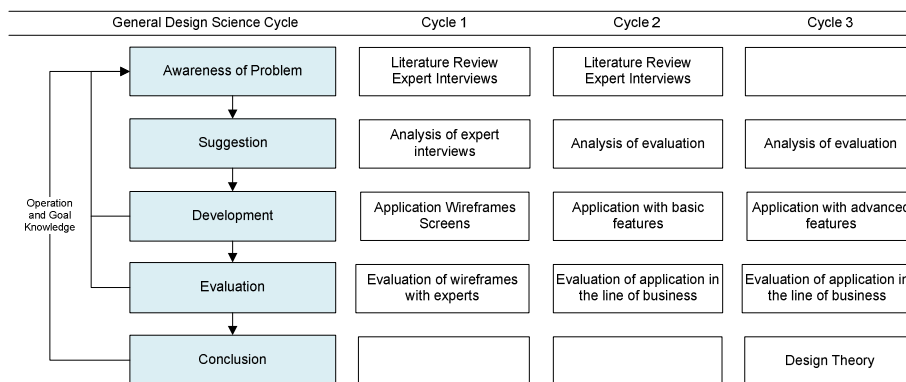 General Design Science Cycle Cycle 1 Cycle 2 Cycle 3
Awareness of Problem
Literature Review
Expert Interviews
Literature Review
Expert Interviews
Suggestion
Analysis of expert
interviews
Analysis of evaluation
Analysis of evaluation
Operation
and Goal
Knowledge
Development
Application Wireframes
Screens
Application with basic
features
Application with advanced
features
Evaluation
Evaluation of wireframes
with experts
Evaluation of application in
the line of business
Evaluation of application in
the line of business
Conclusion
Design Theory